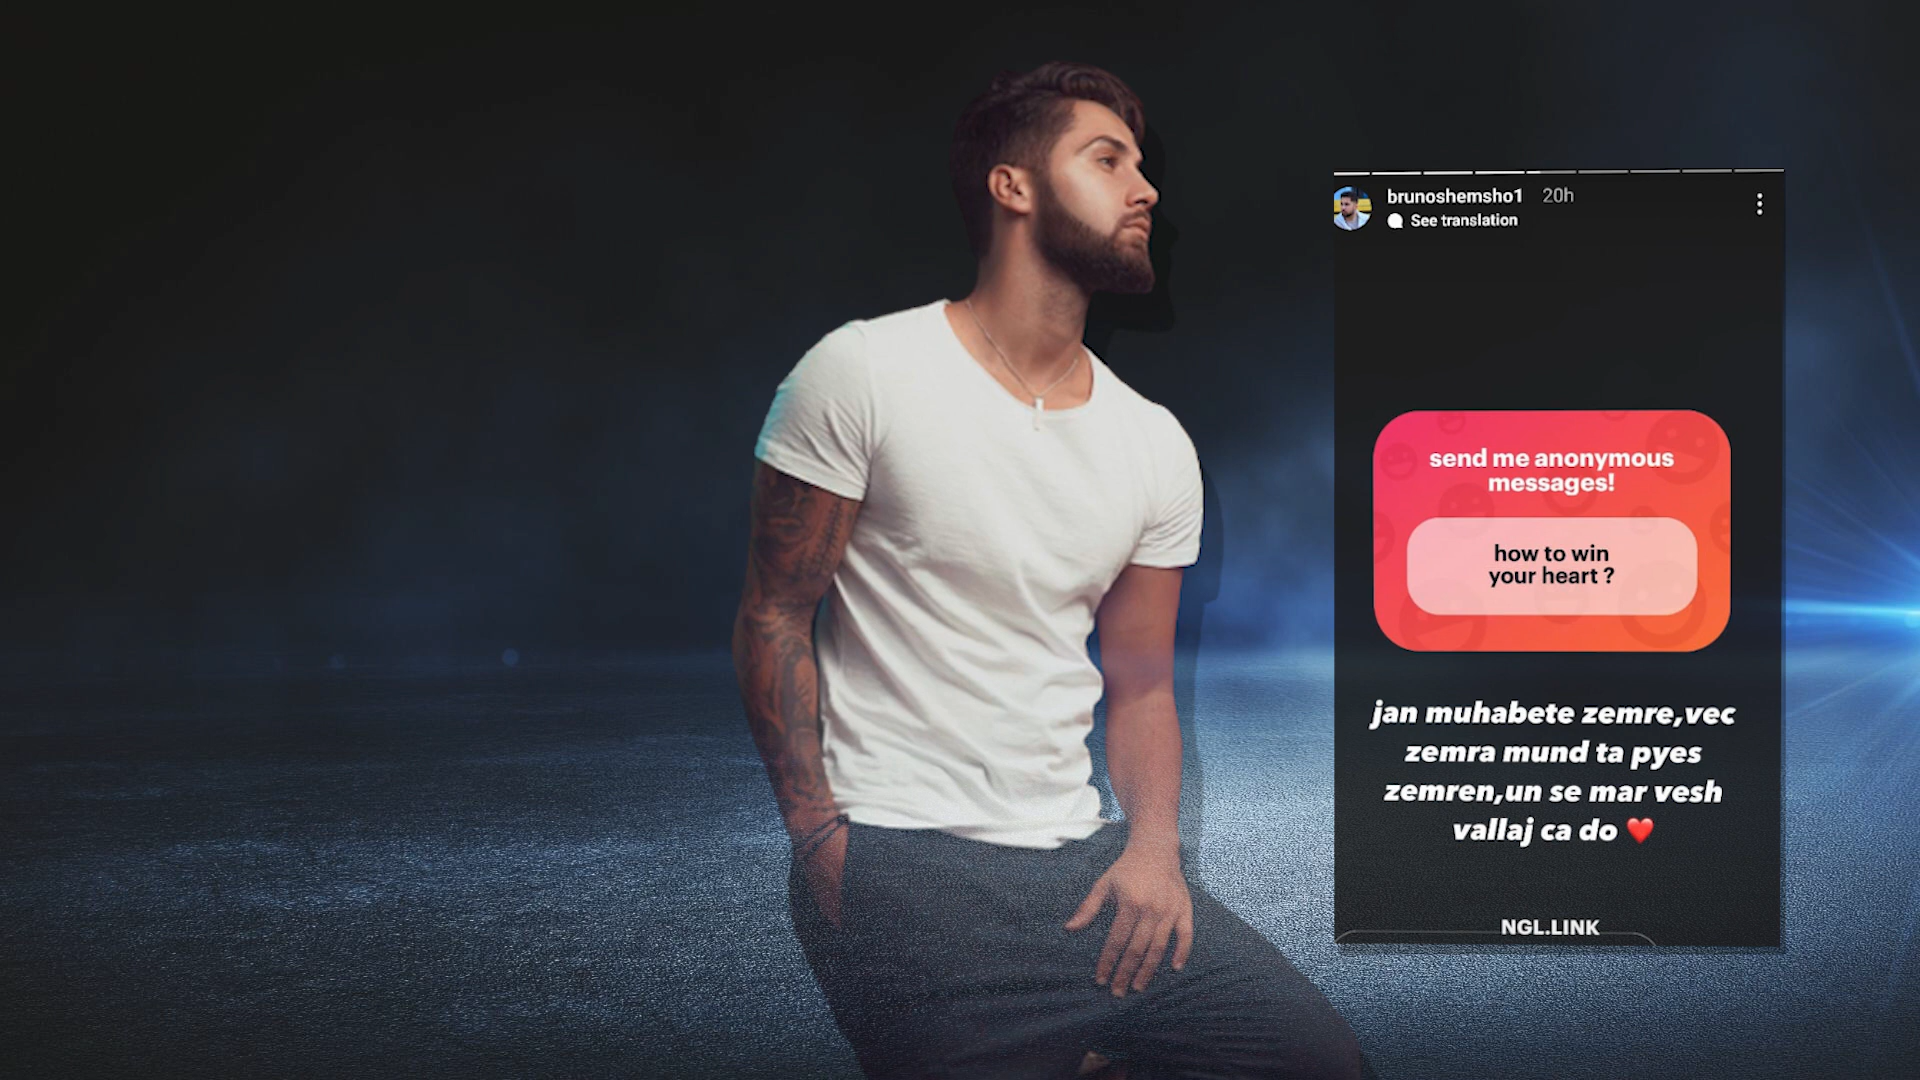 brunoshemsho1 20h
See translation
send me anonymous
messages!
how to win
your heart ?
jan muhabete zemre,vec
zemra mund ta pyes
zemren,un se mar vesh
vallaj ca do ❤️
NGL.LINK